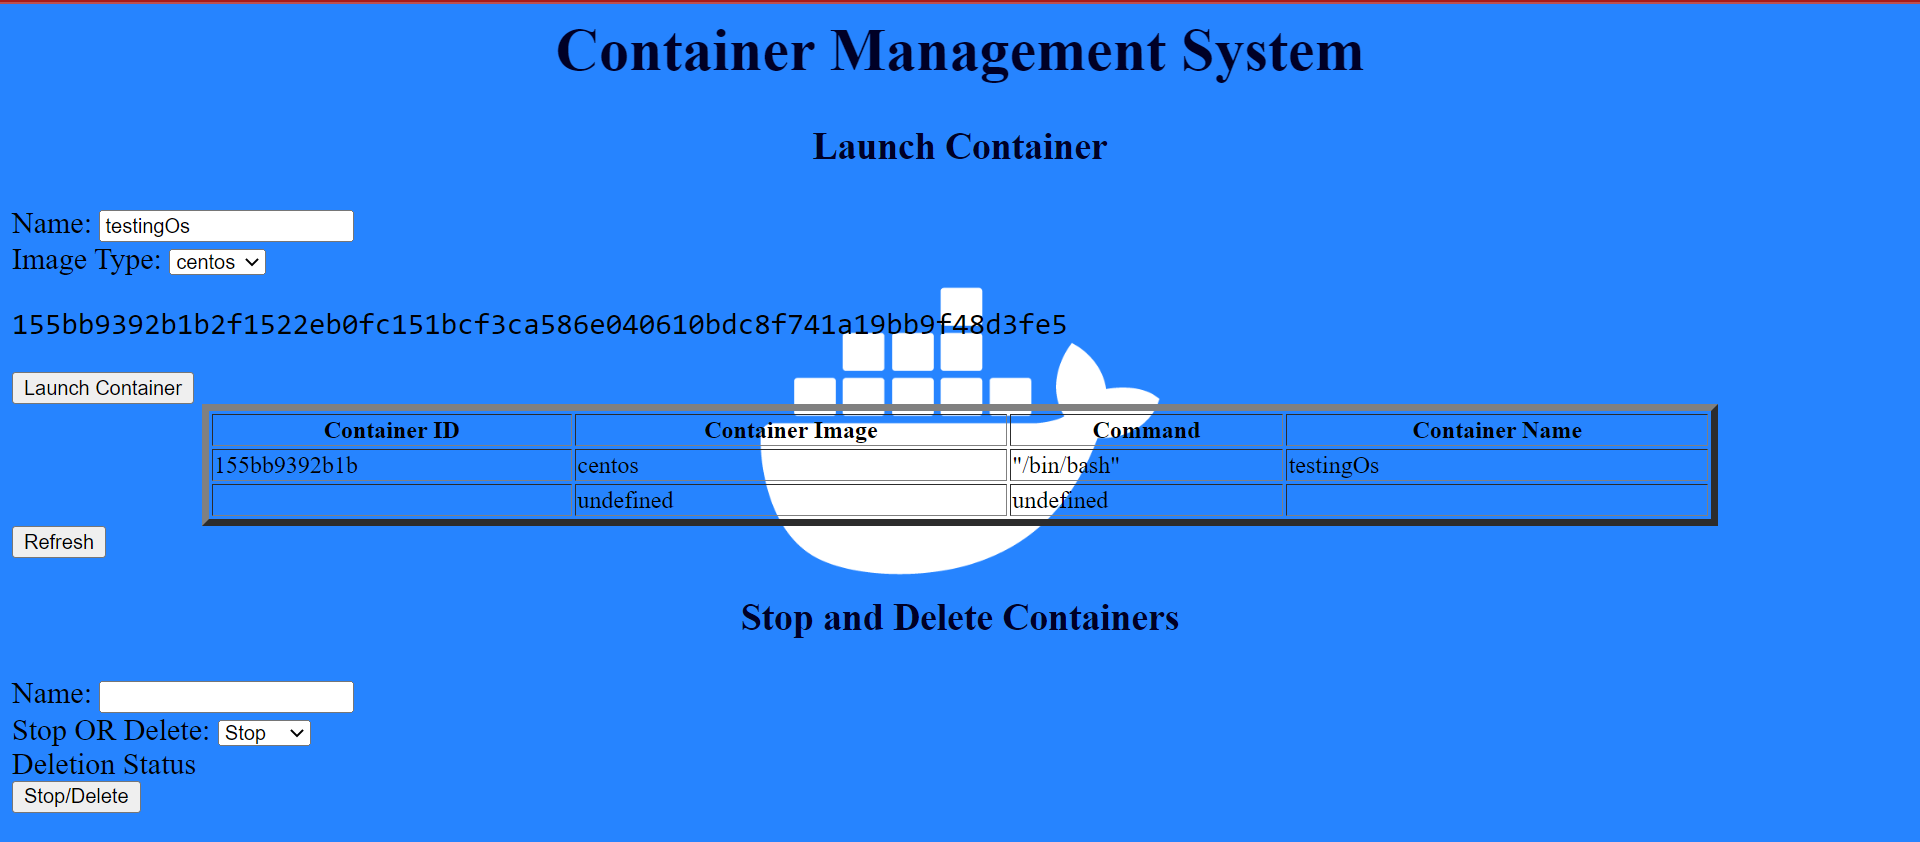 Container Management System
Launch Container
Name: testingOs
Image Type: centos
155bb9392b1b2f1522eb0fc151bcf3ca586e040610bdc8f741a19bb9f48d3fe5
Launch Container
Container ID Container Image Command Container Name
155bb9392b1b centos "/bin/bash" testingOs
undefined undefined
Refresh
Stop and Delete Containers
Name:
Stop OR Delete: Stop
Deletion Status
Stop/Delete